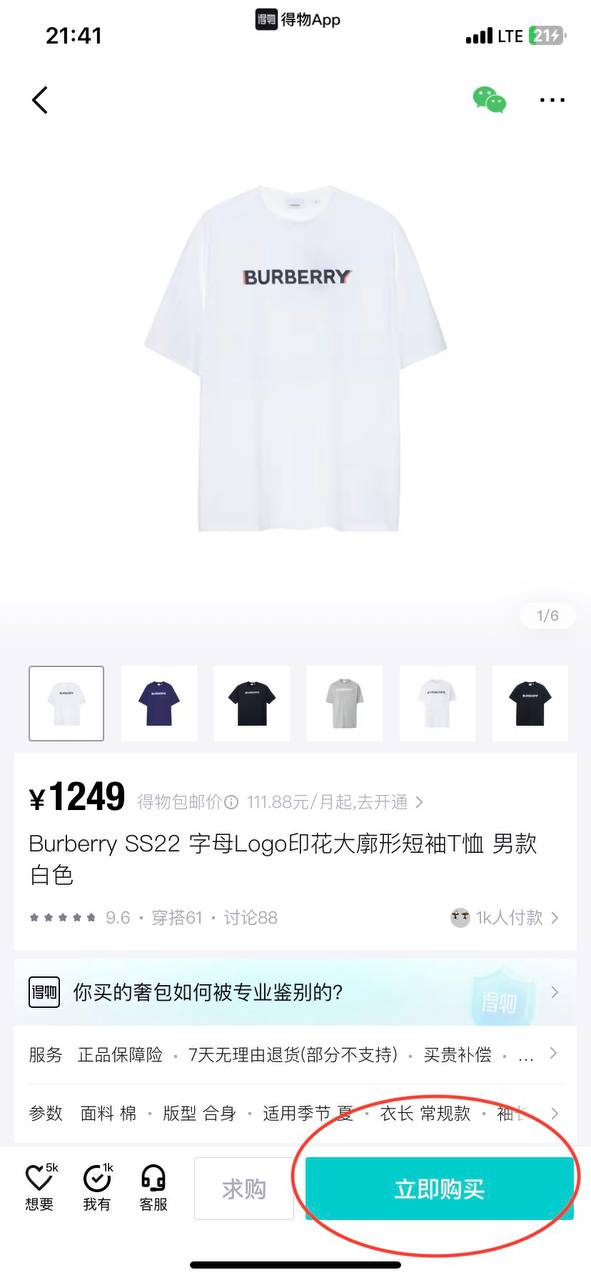 得物 得物App
21:41
LTE 21
BURBERRY
1/6
¥1249 得物包邮价 111.88元/月起,去开通
Burberry SS22 字母Logo印花大廓形短袖T恤 男款
白色
9.6 · 穿搭61 · 讨论88 1k人付款
得物 你买的奢包如何被专业鉴别的?
得物
服务 正品保障险 · 7天无理由退货(部分不支持) · 买贵补偿 · ...
参数 面料 棉 · 版型 合身 · 适用季节 夏 · 衣长 常规款 · 袖
5k 1k
想要 我有 客服 求购 立即购买